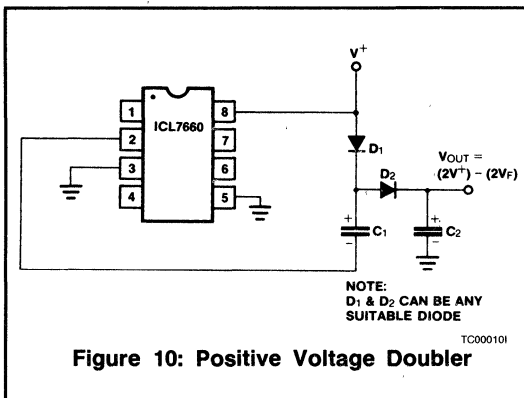 V+
ICL7660
1 8
2 7
3 6
4 5
D1
D2
VOUT =
(2V+) - (2VF)
+ C1 -
+ C2 -
NOTE:
D1 & D2 CAN BE ANY
SUITABLE DIODE
TC00010I
Figure 10: Positive Voltage Doubler